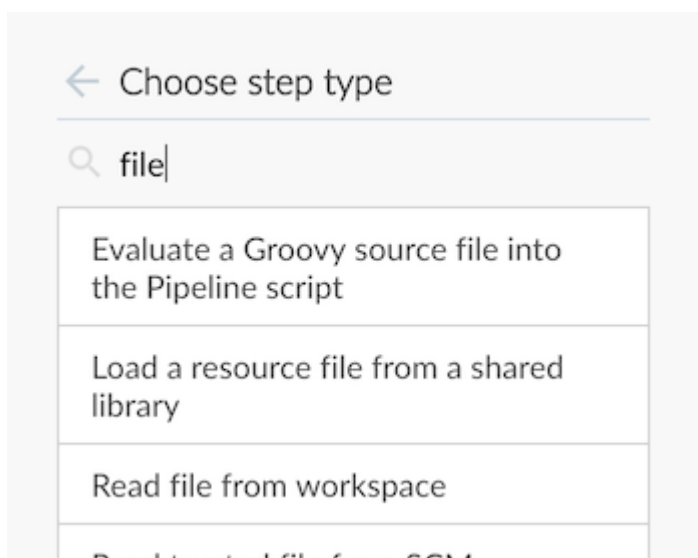 Choose step type
file
Evaluate a Groovy source file into
the Pipeline script
Load a resource file from a shared
library
Read file from workspace